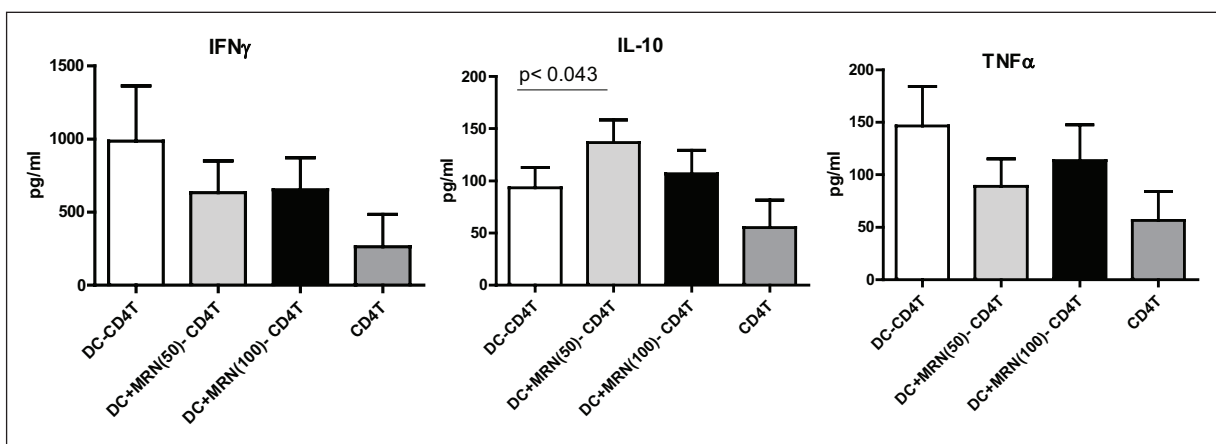 IFNγ
1500
1000
500
0
pg/ml
DC-CD4T
DC+MRN(50)- CD4T
DC+MRN(100)- CD4T
CD4T
IL-10
p< 0.043
200
150
100
50
0
pg/ml
DC-CD4T
DC+MRN(50)- CD4T
DC+MRN(100)- CD4T
CD4T
TNFα
200
150
100
50
0
pg/ml
DC-CD4T
DC+MRN(50)- CD4T
DC+MRN(100)- CD4T
CD4T